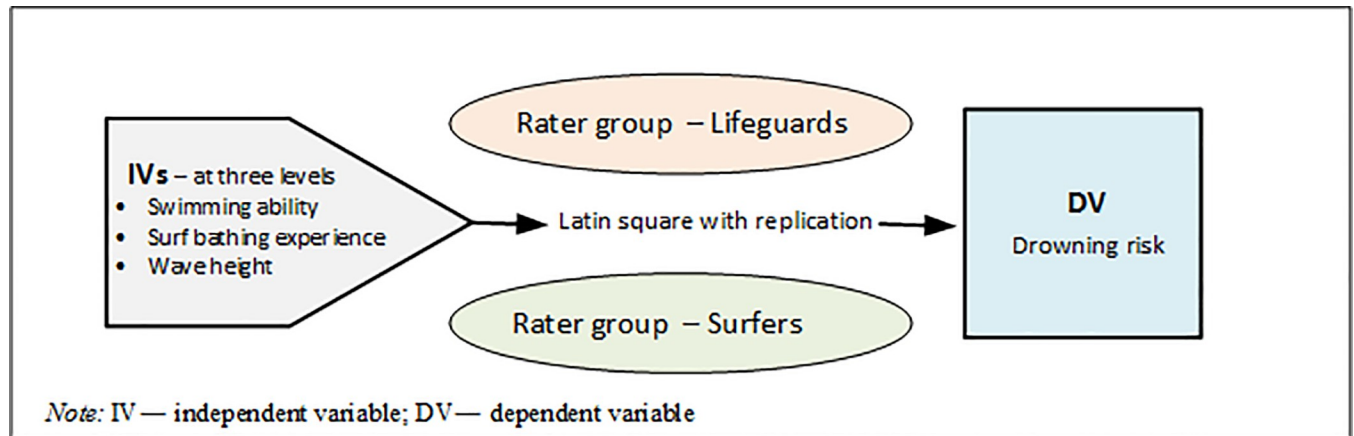 Rater group – Lifeguards
IVs – at three levels
• Swimming ability
• Surf bathing experience
• Wave height
Latin square with replication
DV
Drowning risk
Rater group – Surfers
Note: IV — independent variable; DV— dependent variable